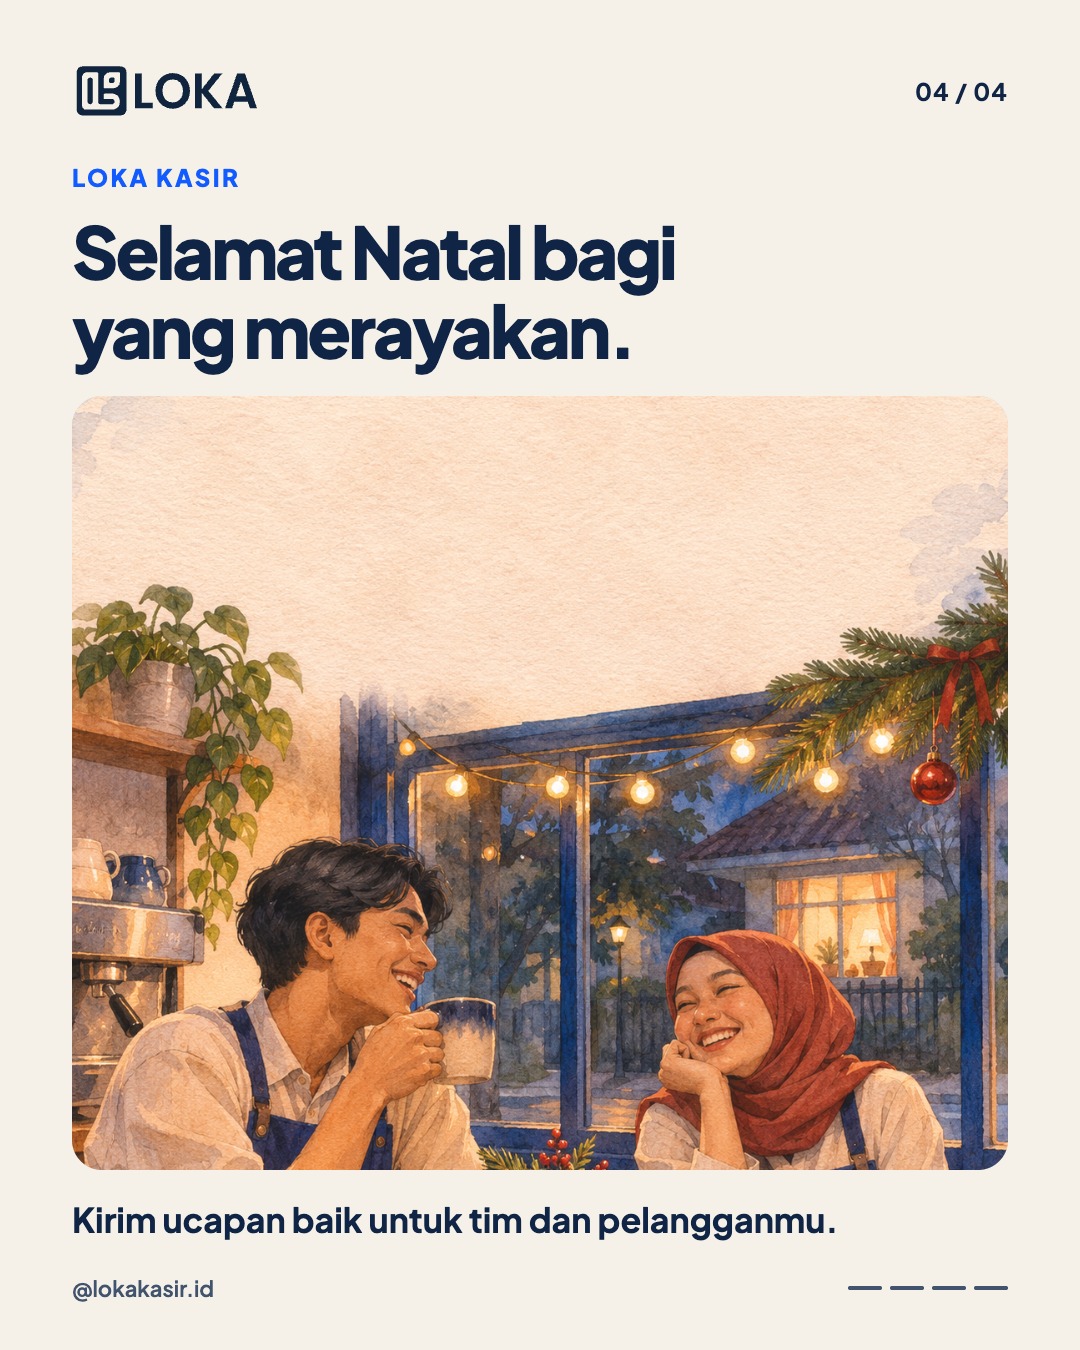 LOKA
04 / 04
LOKA KASIR
Selamat Natal bagi
yang merayakan.
Kirim ucapan baik untuk tim dan pelangganmu.
@lokakasir.id